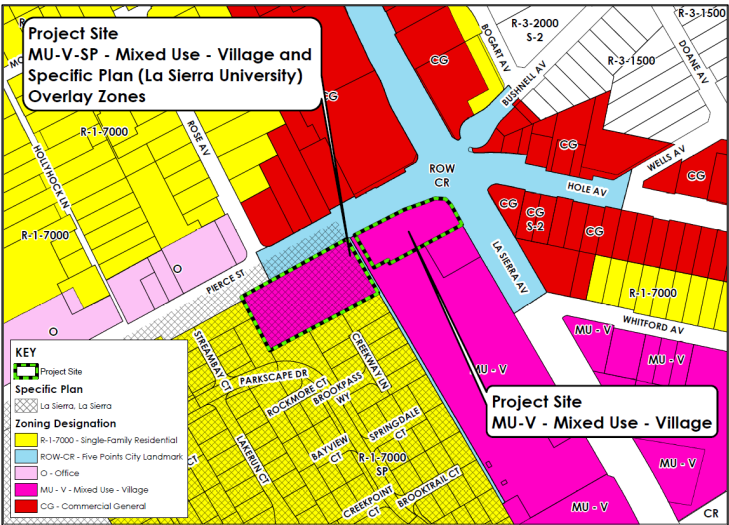 Project Site
MU-V-SP - Mixed Use - Village and
Specific Plan (La Sierra University)
Overlay Zones
R-3-1500
R-3-2000
S-2
R-3-1500
DOANE AV
BOGART AV
BUSHNELL AV
CG
CG
ROSE AV
R-1-7000
HOLLYHOCK LN
CG
WELLS AV
CG
ROW
CR
HOLE AV
CG
CG
S-2
CG
R-1-7000
LA SIERRA AV
O
PIERCE ST
R-1-7000
WHITFORD AV
MU - V
O
MU - V
KEY
Project Site
Specific Plan
La Sierra, La Sierra
Zoning Designation
R-1-7000 - Single-Family Residential
ROW-CR - Five Points City Landmark
O - Office
MU - V - Mixed Use - Village
CG - Commercial General
STREAMBAY CT
PARKSCAPE DR
ROCKMORE CT
BROOKPASS
WY
CREEKWAY LN
MU - V
Project Site
MU-V - Mixed Use - Village
SPRINGDALE
CT
BAYVIEW
CT
LAKERUN CT
CT
R-1-7000
SP
MU - V
BROOKTRAIL CT
CREEKPOINT
CT
MU - V
CR